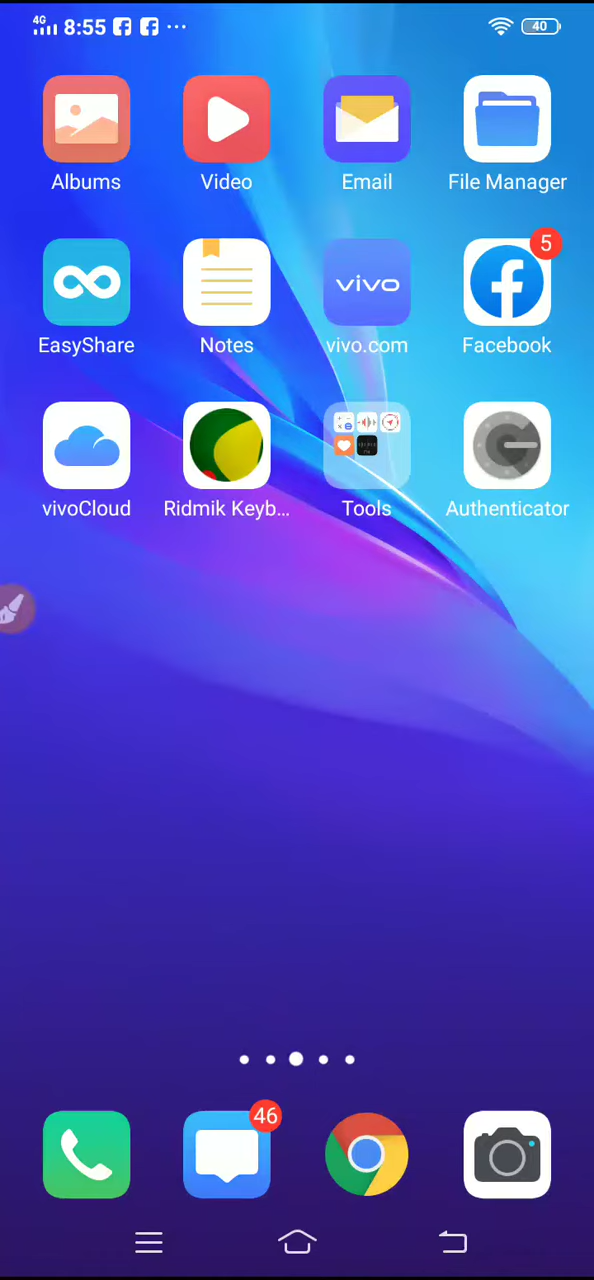 4G 8:55 40
Albums Video Email File Manager
5
vivo
EasyShare Notes vivo.com Facebook
vivoCloud Ridmik Keyb... Tools Authenticator
46